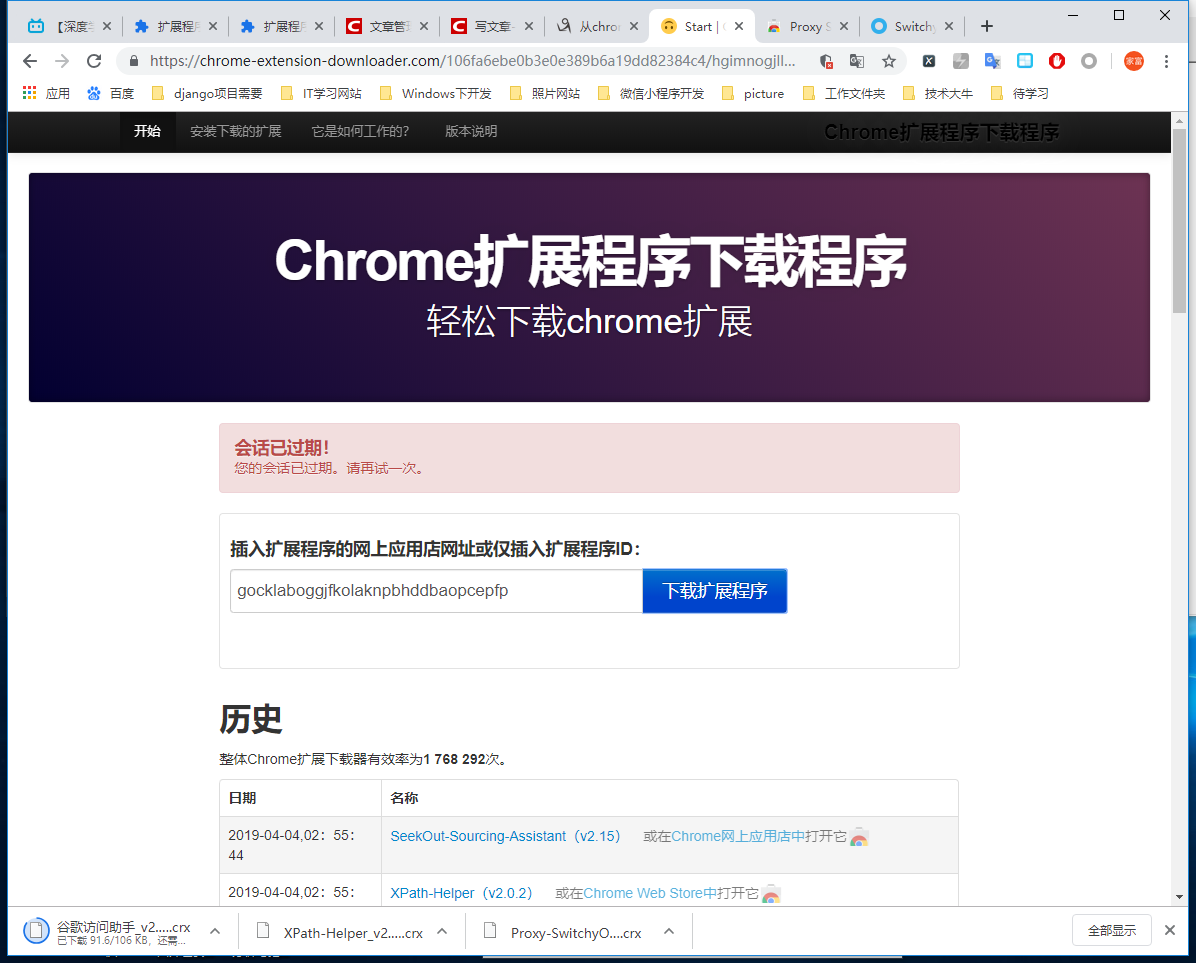 【深度学
扩展程序
扩展程序
文章管理
写文章-
从chron
Start | C
Proxy S
Switchy
https://chrome-extension-downloader.com/106fa6ebe0b3e0e389b6a19dd82384c4/hgimnogjll...
家富
应用
百度
django项目需要
IT学习网站
Windows下开发
照片网站
微信小程序开发
picture
工作文件夹
技术大牛
待学习
开始
安装下载的扩展
它是如何工作的?
版本说明
Chrome扩展程序下载程序
Chrome扩展程序下载程序
轻松下载chrome扩展
会话已过期！
您的会话已过期。请再试一次。
插入扩展程序的网上应用店网址或仅插入扩展程序ID：
gocklaboggjfkolaknpbhddbaopcepfp
下载扩展程序
历史
整体Chrome扩展下载器有效率为1 768 292次。
日期 名称
2019-04-04,02：55： SeekOut-Sourcing-Assistant（v2.15） 或在Chrome网上应用店中打开它
44
2019-04-04,02：55： XPath-Helper（v2.0.2） 或在Chrome Web Store中打开它
谷歌访问助手_v2.....crx
已下载 91.6/106 KB，还需...
XPath-Helper_v2....crx
Proxy-SwitchyO....crx
全部显示